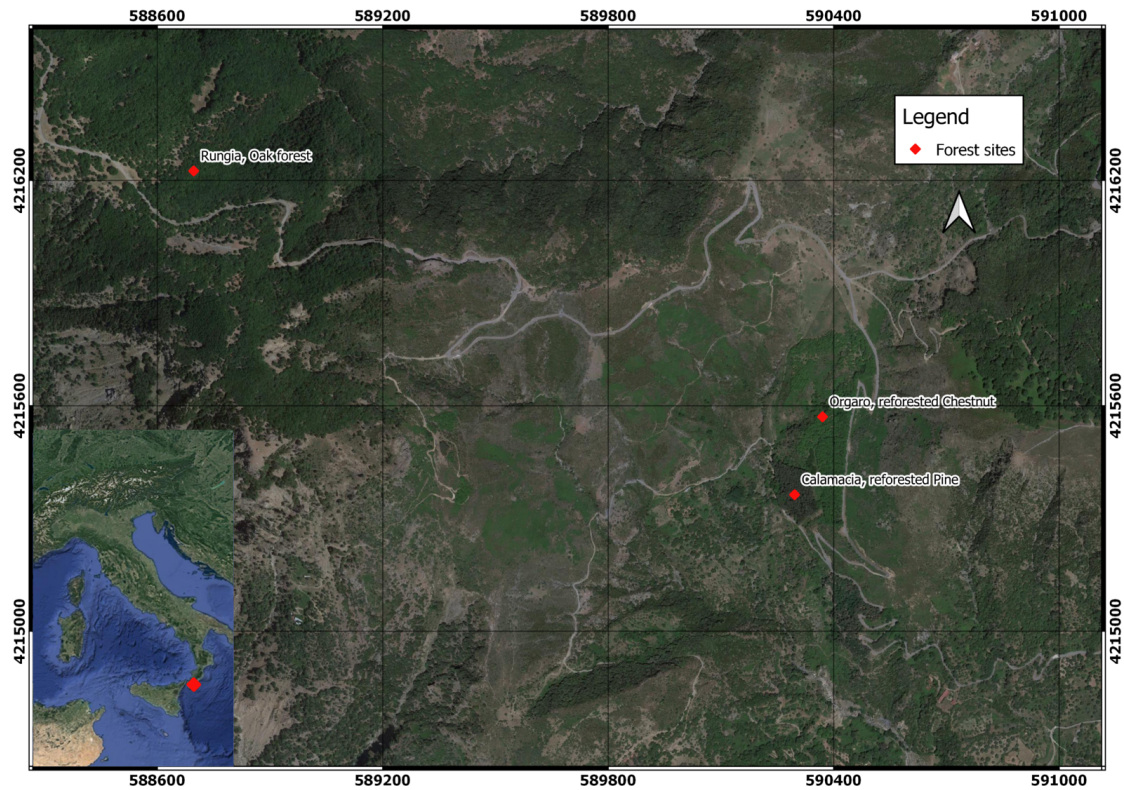 588600 589200 589800 590400 591000
Legend
Forest sites
Rungia, Oak forest
4216200 4216200
Orgaro, reforested Chestnut
4215600 4215600
Calamacia, reforested Pine
4215000 4215000
588600 589200 589800 590400 591000